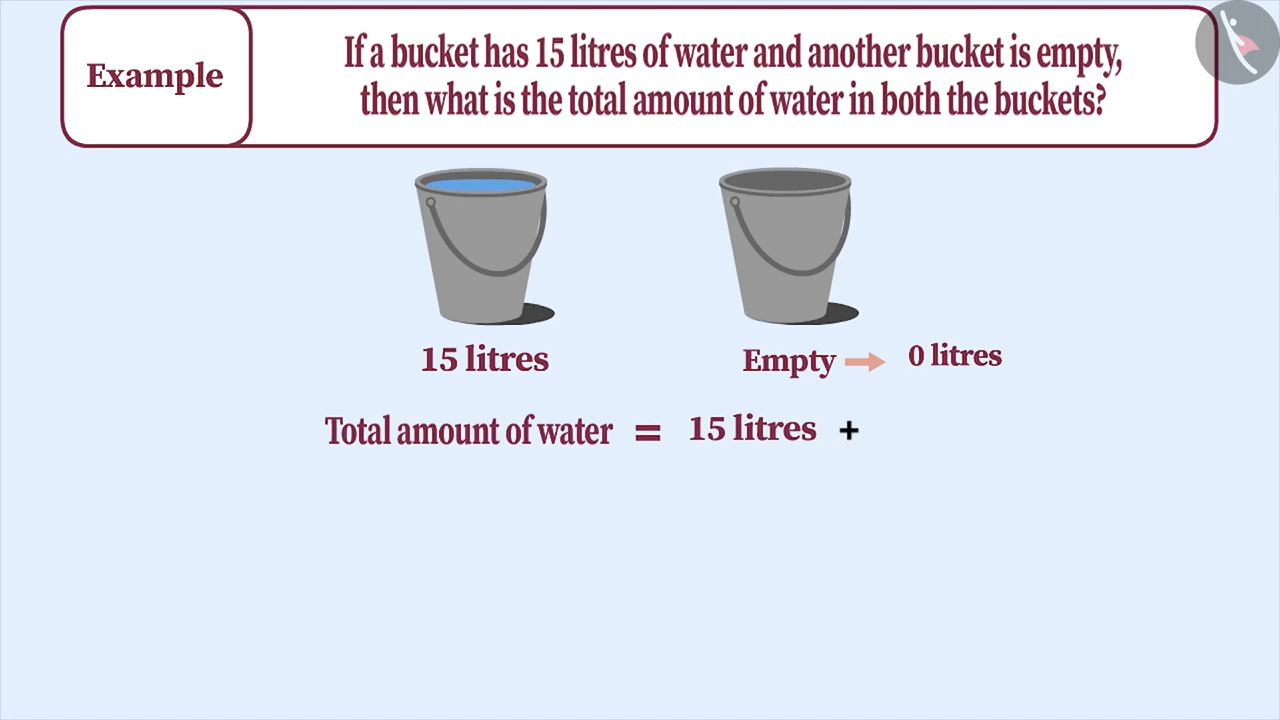 Example
If a bucket has 15 litres of water and another bucket is empty,
then what is the total amount of water in both the buckets?
15 litres
Empty
0 litres
Total amount of water = 15 litres +